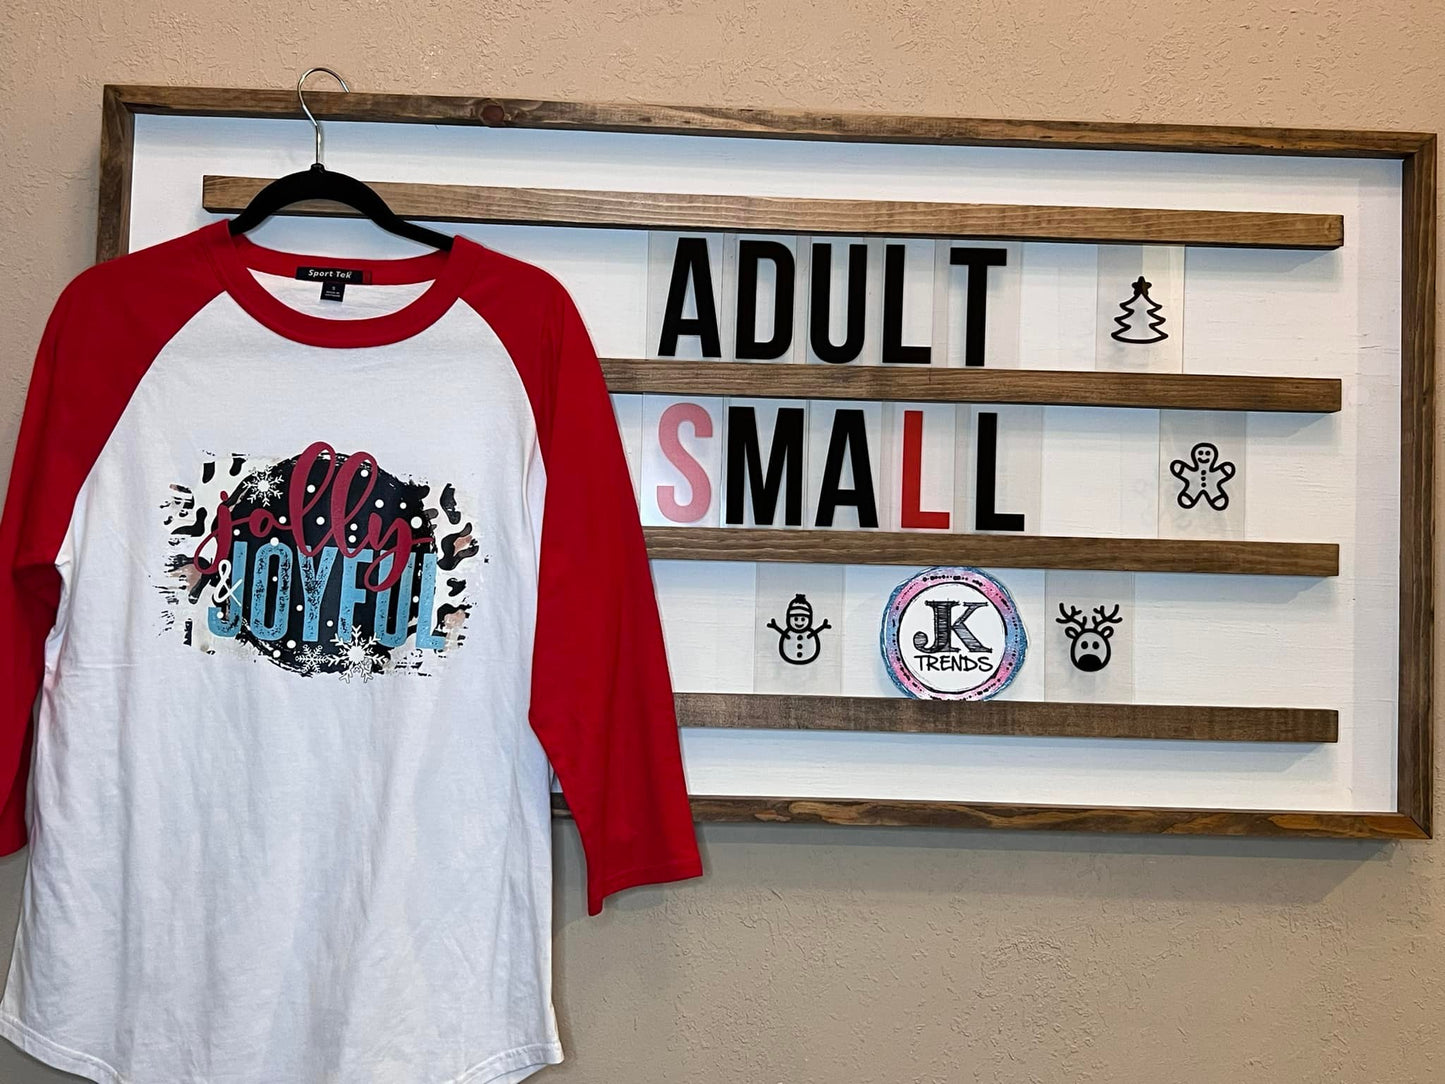 Sport Tek
S
jolly
& JOYFUL
ADULT
SMALL
JK
TRENDS